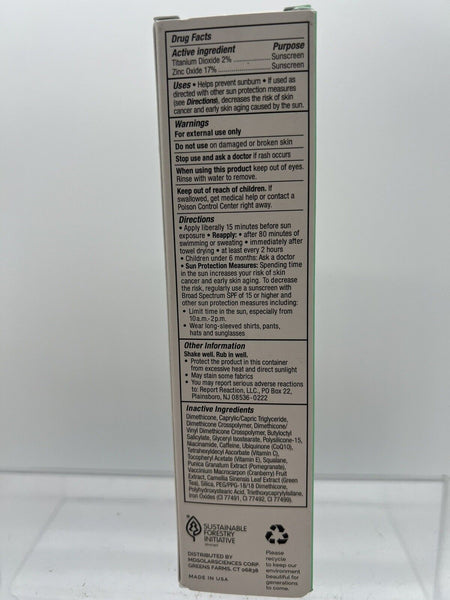 Drug Facts
Active ingredient Purpose
Titanium Dioxide 2% .................... Sunscreen
Zinc Oxide 17% ........................... Sunscreen
Uses • Helps prevent sunburn • If used as
directed with other sun protection measures
(see Directions), decreases the risk of skin
cancer and early skin aging caused by the sun.
Warnings
For external use only
Do not use on damaged or broken skin
Stop use and ask a doctor if rash occurs
When using this product keep out of eyes.
Rinse with water to remove.
Keep out of reach of children. If
swallowed, get medical help or contact a
Poison Control Center right away.
Directions
• Apply liberally 15 minutes before sun
exposure • Reapply: • after 80 minutes of
swimming or sweating • immediately after
towel drying • at least every 2 hours
• Children under 6 months: Ask a doctor
• Sun Protection Measures: Spending time
in the sun increases your risk of skin
cancer and early skin aging. To decrease
the risk, regularly use a sunscreen with
Broad Spectrum SPF of 15 or higher and
other sun protection measures including:
• Limit time in the sun, especially from
10 a.m.- 2 p.m.
• Wear long-sleeved shirts, pants,
hats and sunglasses
Other Information
Shake well. Rub in well.
• Protect the product in this container
from excessive heat and direct sunlight
• May stain some fabrics
• You may report serious adverse reactions
to: Report Reaction, LLC., PO Box 22,
Plainsboro, NJ 08536-0222
Inactive Ingredients
Dimethicone, Caprylic/Capric Triglyceride,
Dimethicone Crosspolymer, Dimethicone/
Vinyl Dimethicone Crosspolymer, Butyloctyl
Salicylate, Glyceryl Isostearate, Polysilicone-15,
Niacinamide, Caffeine, Ubiquinone (CoQ10),
Tetrahexyldecyl Ascorbate (Vitamin C),
Tocopheryl Acetate (Vitamin E), Squalane,
Punica Granatum Extract (Pomegranate),
Vaccinium Macrocarpon (Cranberry) Fruit
Extract, Camellia Sinensis Leaf Extract (Green
Tea), Silica, PEG/PPG-18/18 Dimethicone,
Polyhydroxystearic Acid, Triethoxycaprylylsilane,
Iron Oxides (CI 77491, CI 77492, CI 77499).
SUSTAINABLE
FORESTRY
INITIATIVE
DISTRIBUTED BY
MDSOLARSCIENCES CORP.
GREENS FARMS, CT 06838
MADE IN USA
Please
recycle
to keep our
environment
beautiful for
generations
to come.